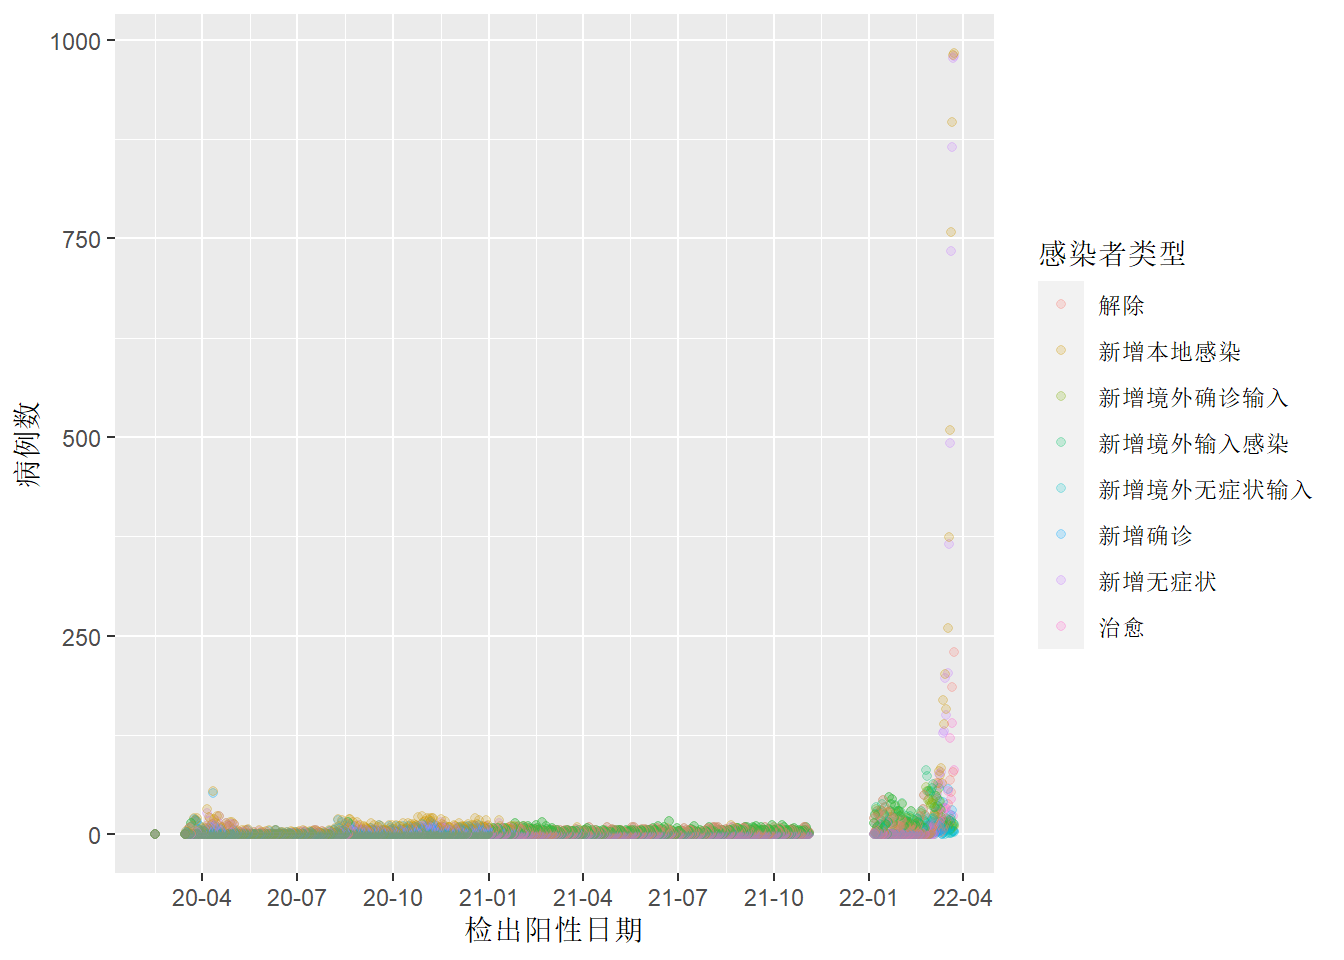 1000
750
500
250
0
病例数
20-04 20-07 20-10 21-01 21-04 21-07 21-10 22-01 22-04
检出阳性日期
感染者类型
解除
新增本地感染
新增境外确诊输入
新增境外输入感染
新增境外无症状输入
新增确诊
新增无症状
治愈